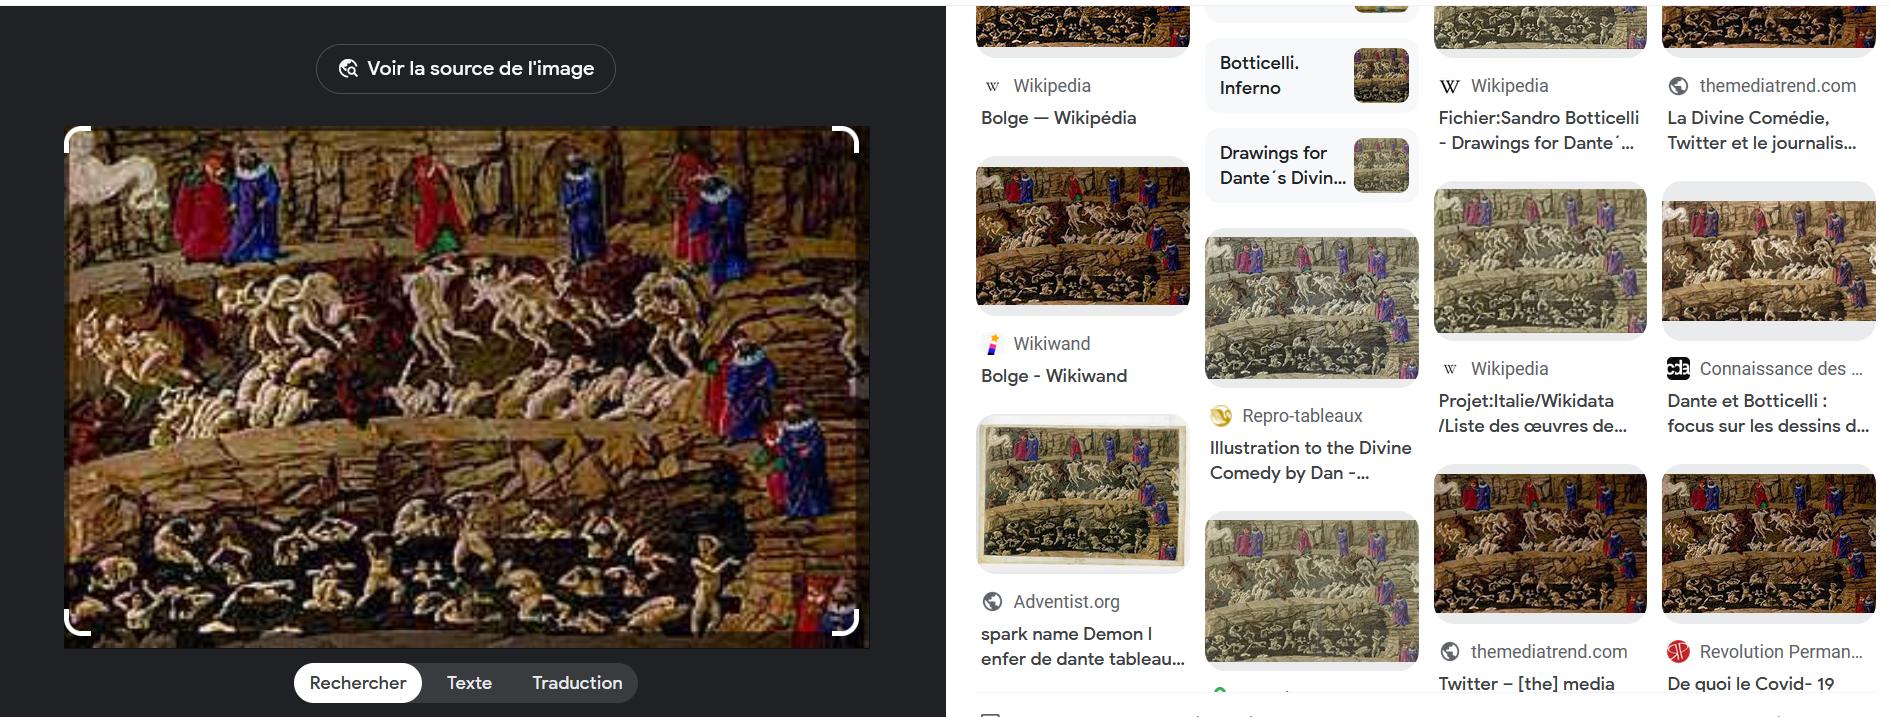 Voir la source de l'image
Rechercher
Texte
Traduction
Wikipedia
Bolge — Wikipédia
Wikiwand
Bolge - Wikiwand
Adventist.org
spark name Demon I
enfer de dante tableau...
Botticelli.
Inferno
Drawings for
Dante´s Divin...
Repro-tableaux
Illustration to the Divine
Comedy by Dan -...
Wikipedia
Fichier:Sandro Botticelli
- Drawings for Dante´...
Wikipedia
Projet:Italie/Wikidata
/Liste des œuvres de...
themediatrend.com
Twitter – [the] media
themediatrend.com
La Divine Comédie,
Twitter et le journalis...
cda
Connaissance des ...
Dante et Botticelli :
focus sur les dessins d...
RP
Revolution Perman...
De quoi le Covid- 19